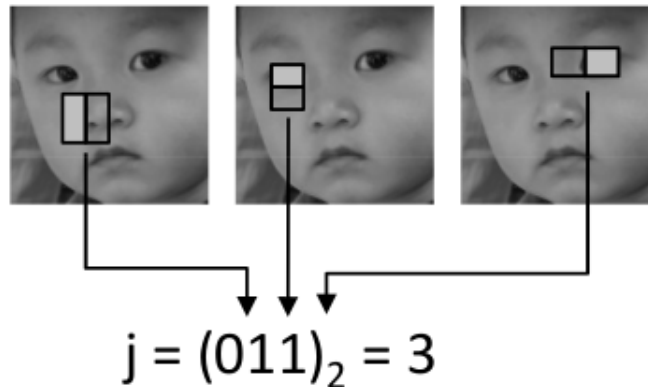 j = (011)₂ = 3